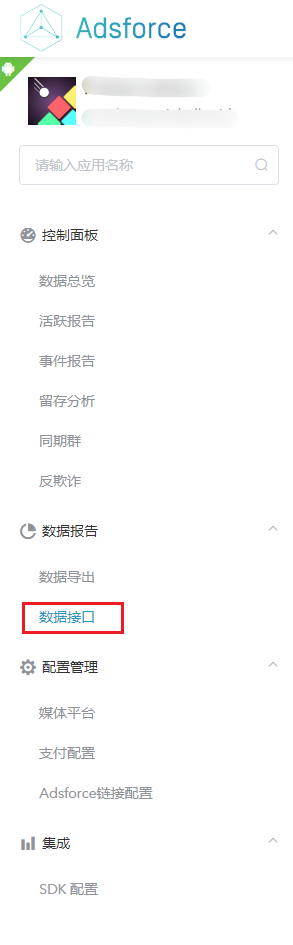 Adsforce
请输入应用名称
控制面板
数据总览
活跃报告
事件报告
留存分析
同期群
反欺诈
数据报告
数据导出
数据接口
配置管理
媒体平台
支付配置
Adsforce链接配置
集成
SDK 配置